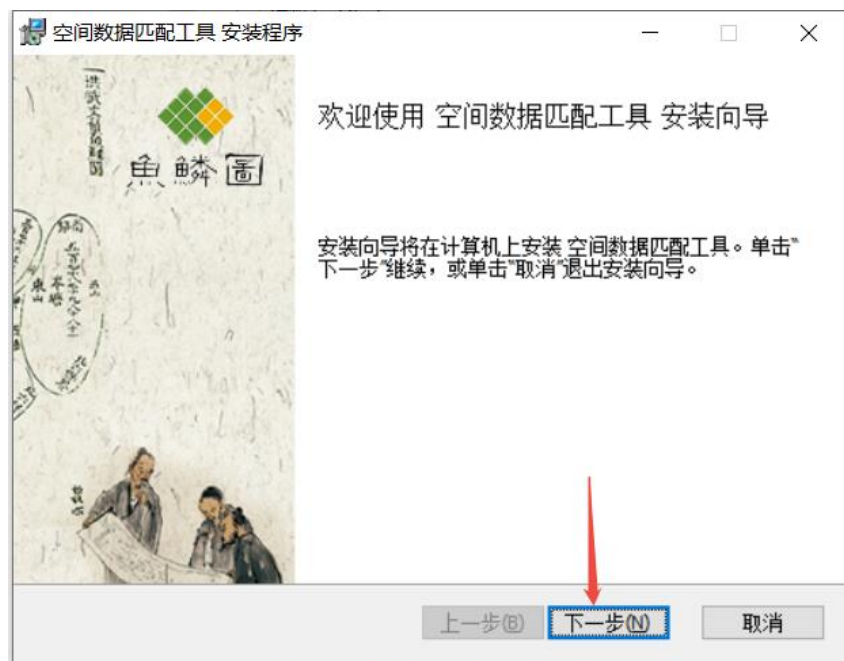 空间数据匹配工具 安装程序
魚鱗圖
欢迎使用 空间数据匹配工具 安装向导
安装向导将在计算机上安装 空间数据匹配工具。单击"
下一步"继续，或单击"取消"退出安装向导。
東山
上一步(B)
下一步(N)
取消